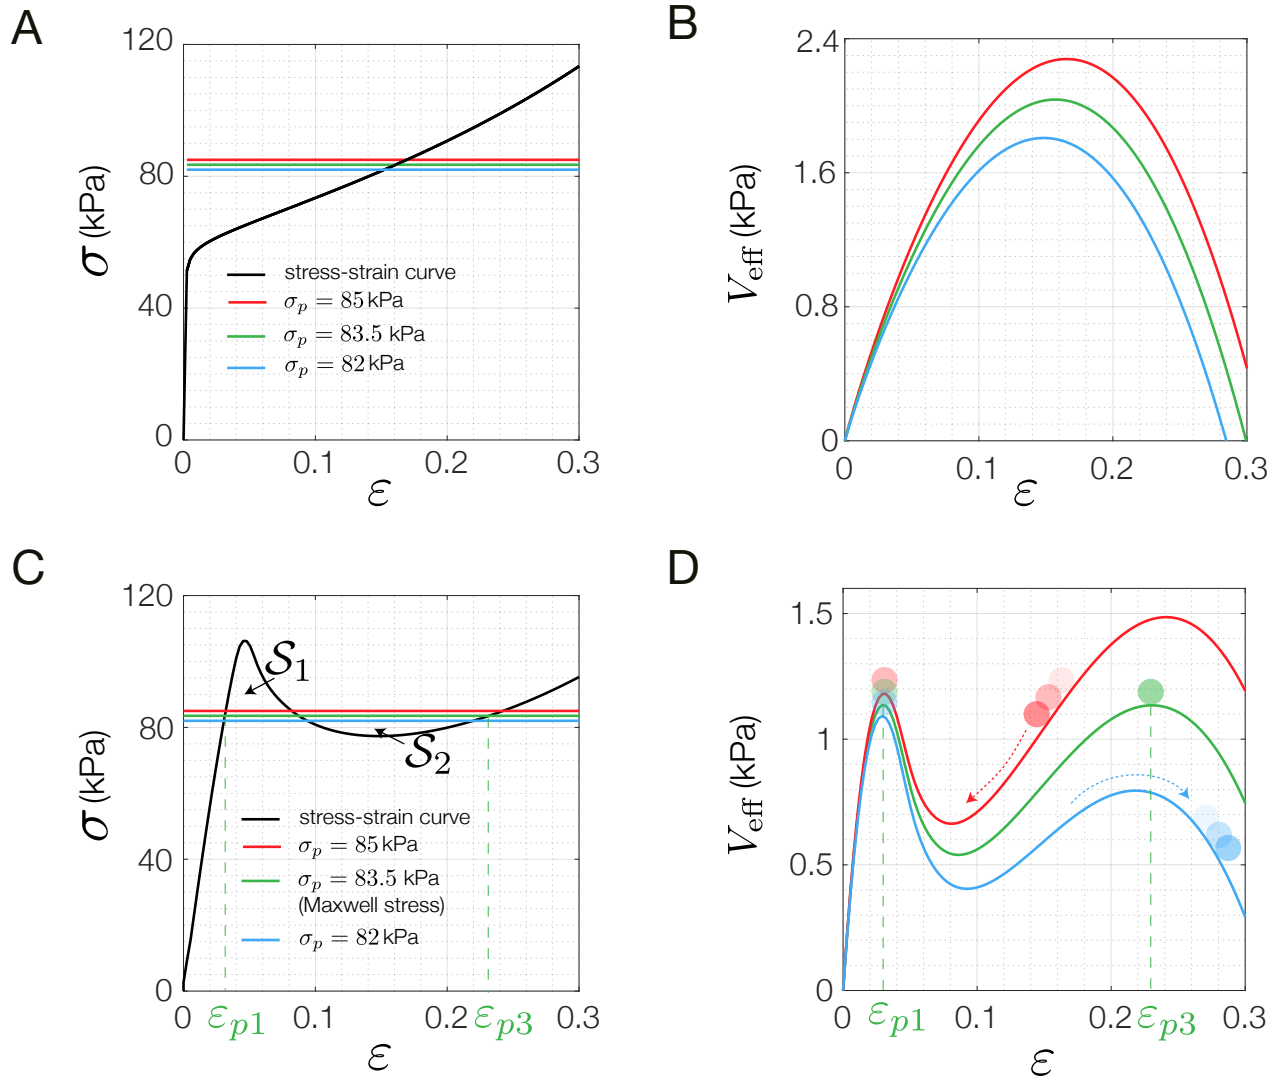 A
120
80
40
0
0
0.1
0.2
0.3
σ (kPa)
ε
stress-strain curve
σp = 85 kPa
σp = 83.5 kPa
σp = 82 kPa
B
2.4
1.6
0.8
0
0
0.1
0.2
0.3
Veff (kPa)
ε
C
120
80
40
0
0
εp1
0.1
0.2
εp3
0.3
σ (kPa)
ε
S1
S2
stress-strain curve
σp = 85 kPa
σp = 83.5 kPa
(Maxwell stress)
σp = 82 kPa
D
1.5
1
0.5
0
0
εp1
0.1
0.2
εp3
0.3
Veff (kPa)
ε